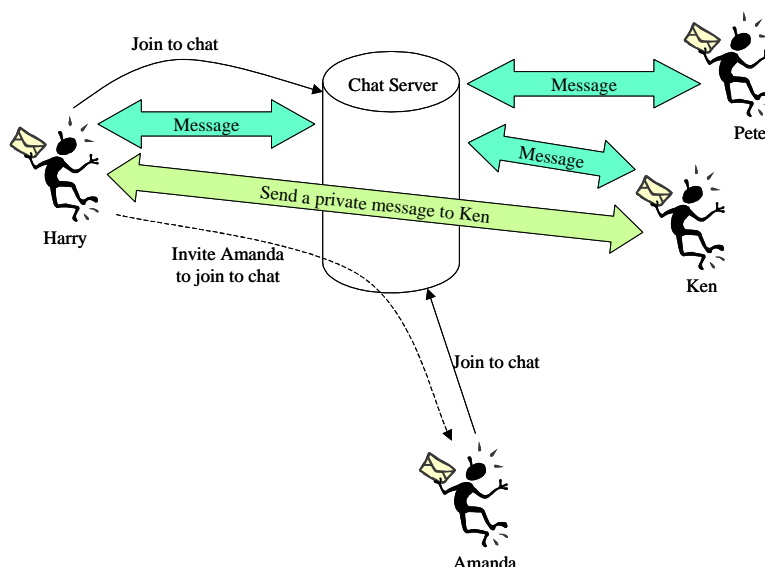 Join to chat
Chat Server
Message
Pete
Message
Message
Send a private message to Ken
Harry
Invite Amanda
to join to chat
Ken
Join to chat
Amanda